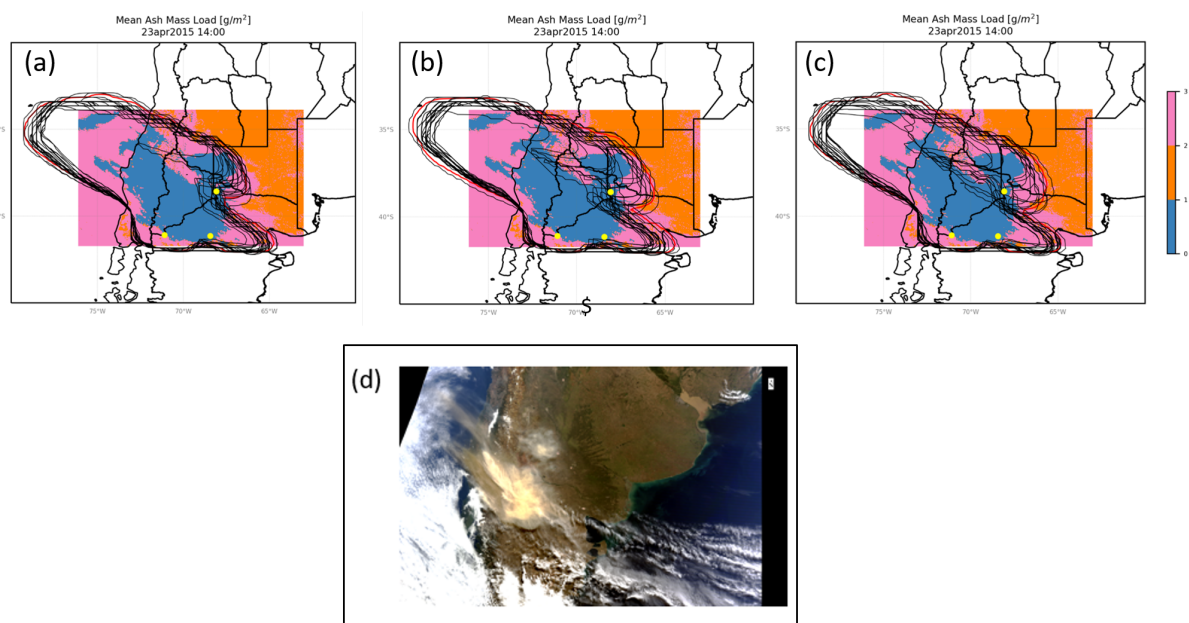 Mean Ash Mass Load [g/m²]
23apr2015 14:00
(a)
35°S
40°S
75°W
70°W
65°W
Mean Ash Mass Load [g/m²]
23apr2015 14:00
(b)
35°S
40°S
75°W
70°W
65°W
Mean Ash Mass Load [g/m²]
23apr2015 14:00
(c)
35°S
40°S
75°W
70°W
65°W
3
2
1
0
(d)